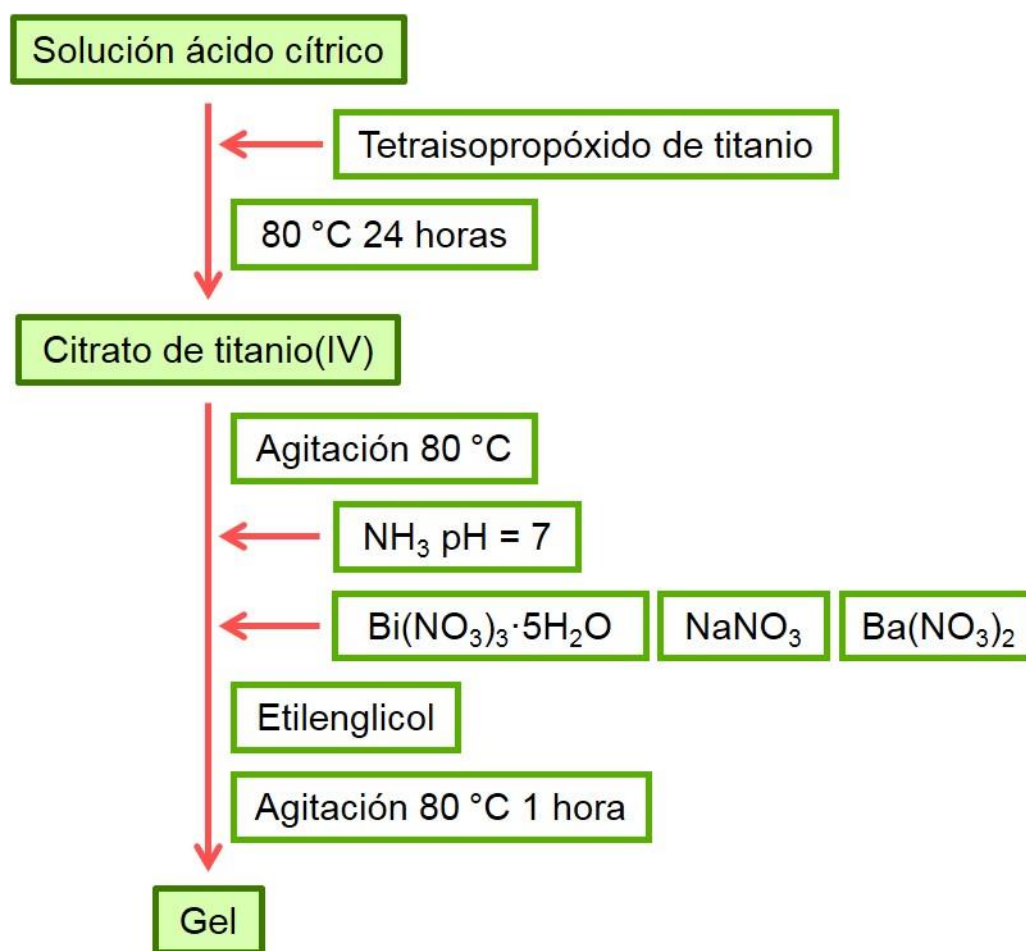 Solución ácido cítrico
Tetraisopropóxido de titanio
80 °C 24 horas
Citrato de titanio(IV)
Agitación 80 °C
NH₃ pH = 7
Bi(NO₃)₃·5H₂O NaNO₃ Ba(NO₃)₂
Etilenglicol
Agitación 80 °C 1 hora
Gel